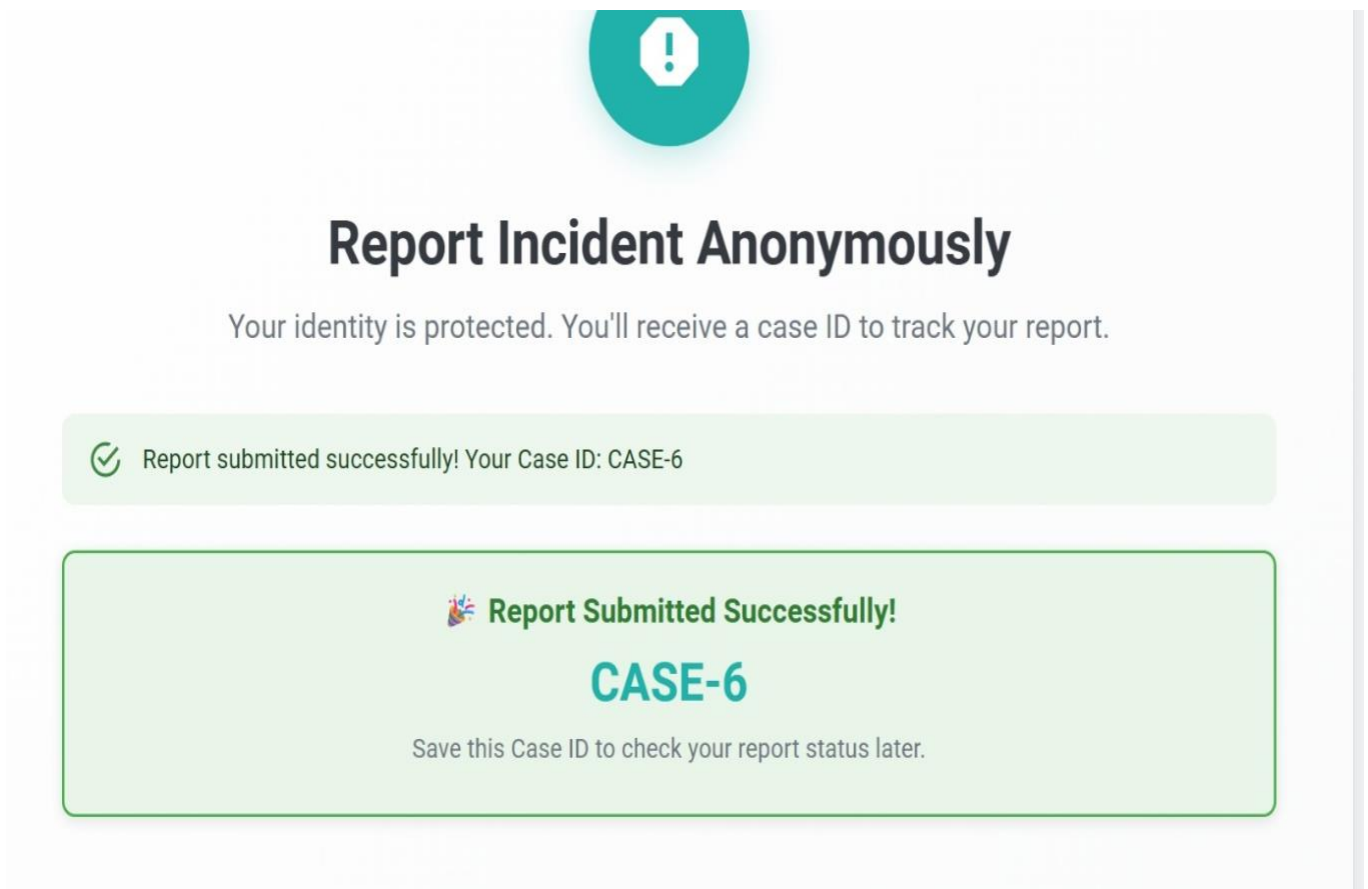 Report Incident Anonymously
Your identity is protected. You'll receive a case ID to track your report.
Report submitted successfully! Your Case ID: CASE-6
🎉 Report Submitted Successfully!
CASE-6
Save this Case ID to check your report status later.